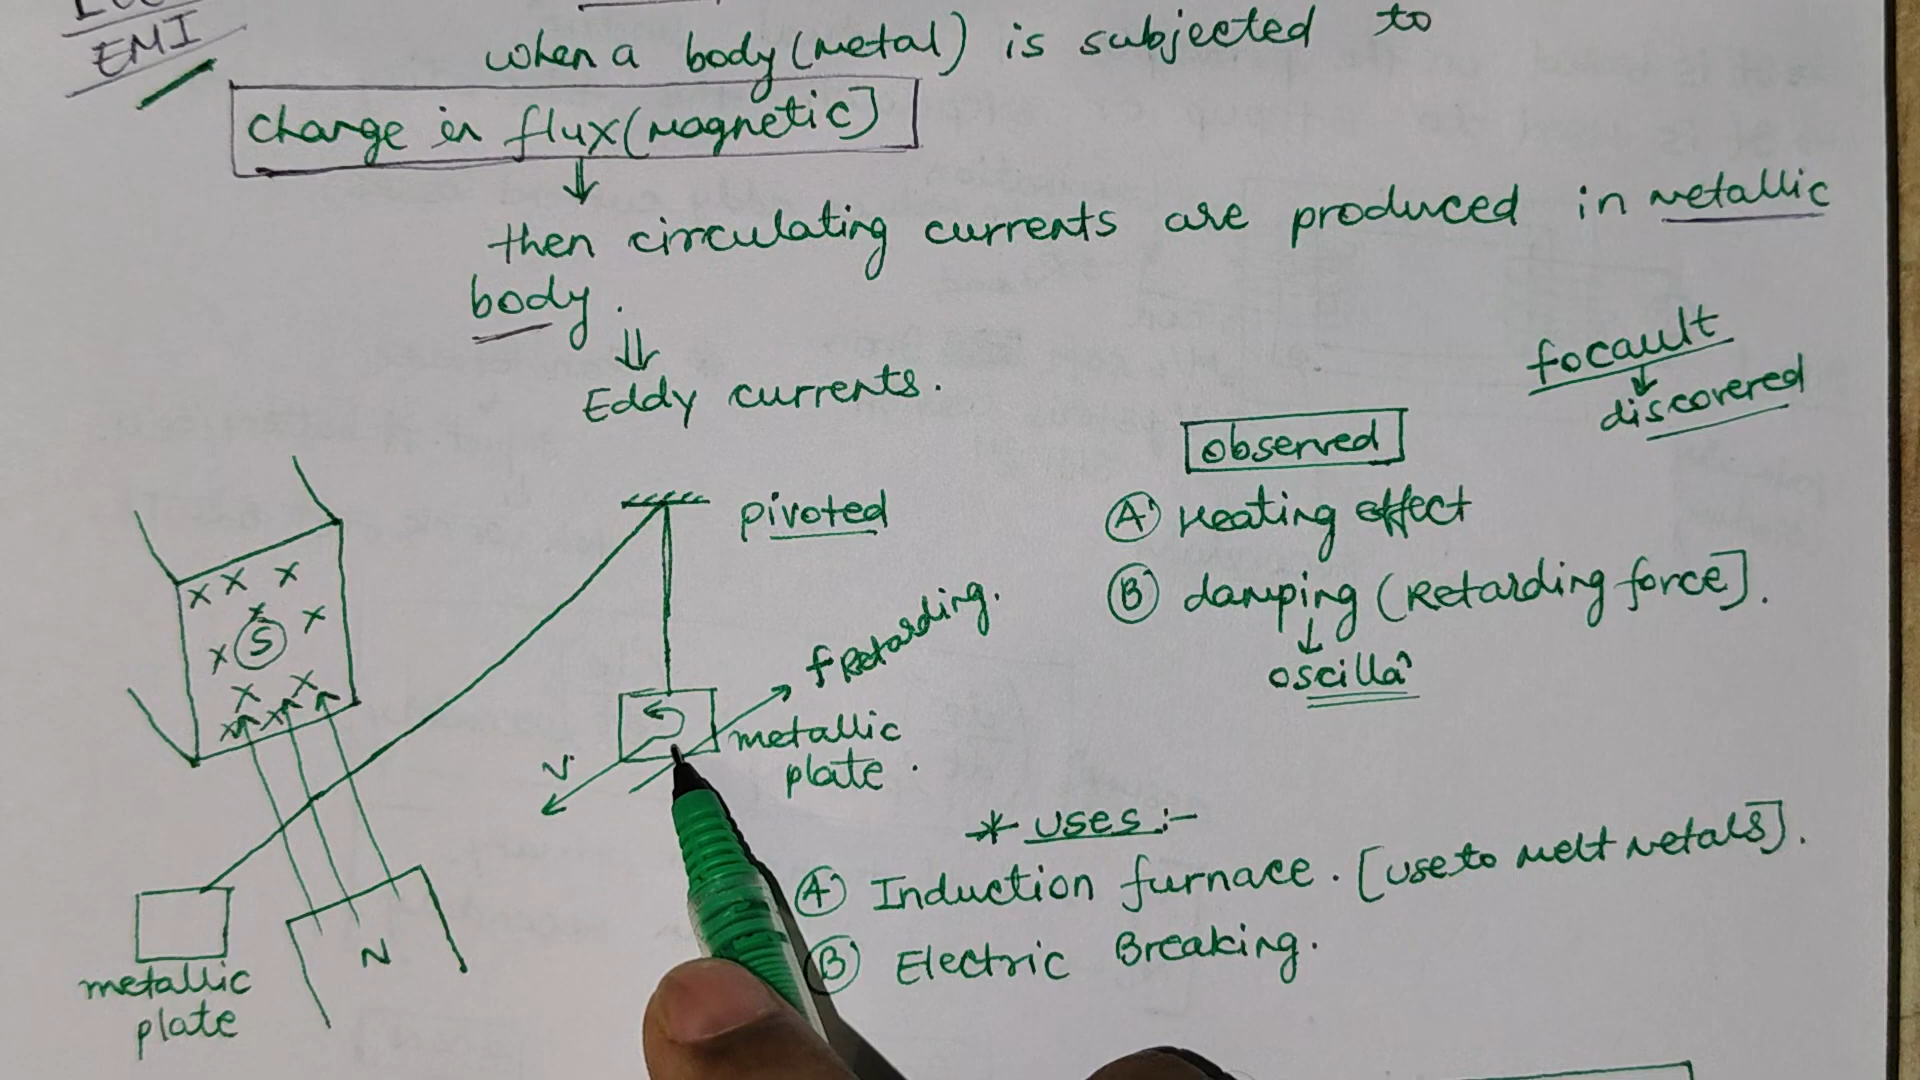 EMI
when a body (metal) is subjected to
change in flux (magnetic]
then circulating currents are produced in metallic
body.
Eddy currents.
focault
discovered
observed
A Heating effect
B damping (Retarding force].
oscillaⁿ
pivoted
x x x
x x
S
x
x x
x x
f Retarding.
metallic
plate.
v
* uses :-
A Induction furnace. [use to melt metals].
B Electric Breaking.
N
metallic
plate